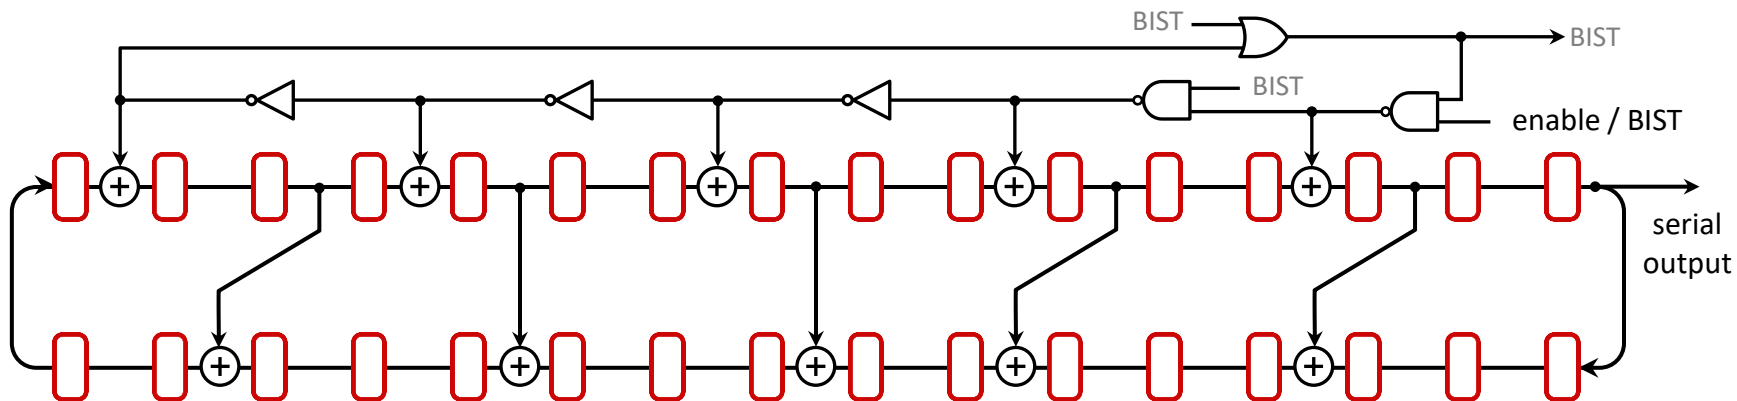 BIST
BIST
BIST
enable / BIST
serial
output